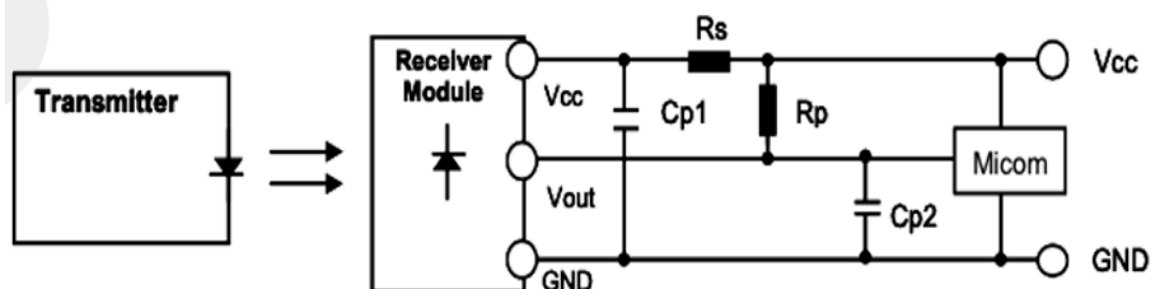 Transmitter
Receiver
Module
Vcc
Vout
GND
Cp1
Rs
Rp
Cp2
Micom
Vcc
GND